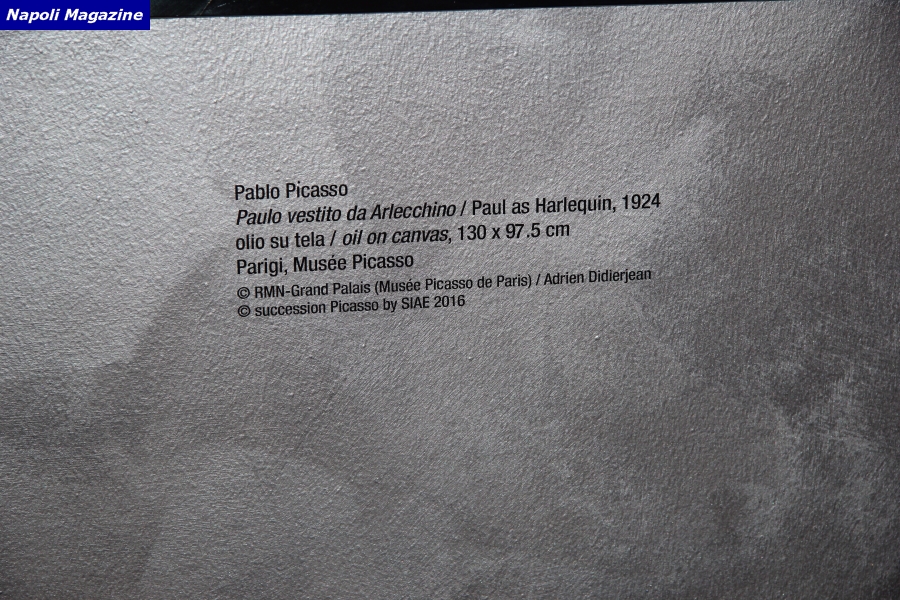 Napoli Magazine
Pablo Picasso
Paulo vestito da Arlecchino / Paul as Harlequin, 1924
olio su tela / oil on canvas, 130 x 97.5 cm
Parigi, Musée Picasso
© RMN-Grand Palais (Musée Picasso de Paris) / Adrien Didierjean
© succession Picasso by SIAE 2016